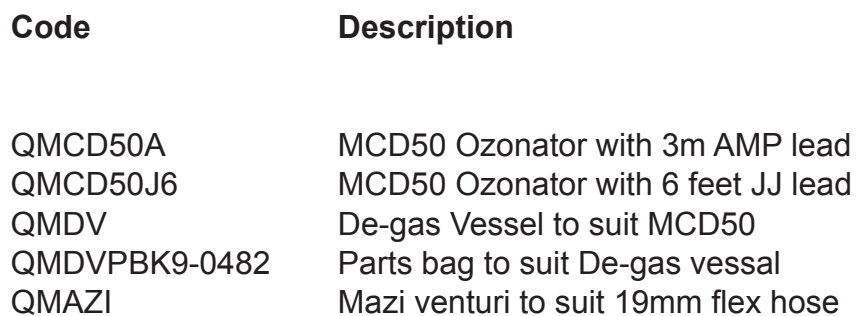 Code Description
QMCD50A MCD50 Ozonator with 3m AMP lead
QMCD50J6 MCD50 Ozonator with 6 feet JJ lead
QMDV De-gas Vessel to suit MCD50
QMDVPBK9-0482 Parts bag to suit De-gas vessal
QMAZI Mazi venturi to suit 19mm flex hose